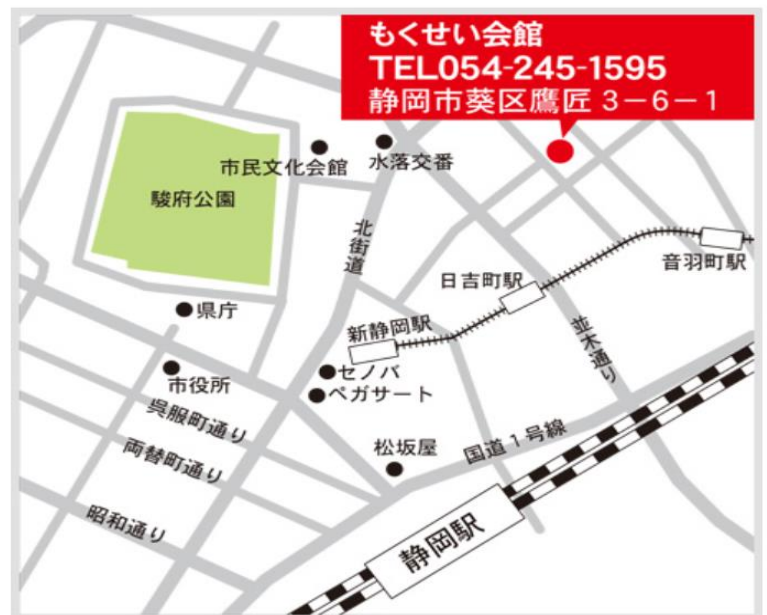 もくせい会館
TEL054-245-1595
静岡市葵区鷹匠 3-6-1
市民文化会館
水落交番
駿府公園
北街道
音羽町駅
日吉町駅
県庁
新静岡駅
並木通り
セノバ
市役所
ペガサート
呉服町通り
国道1号線
松坂屋
両替町通り
昭和通り
静岡駅